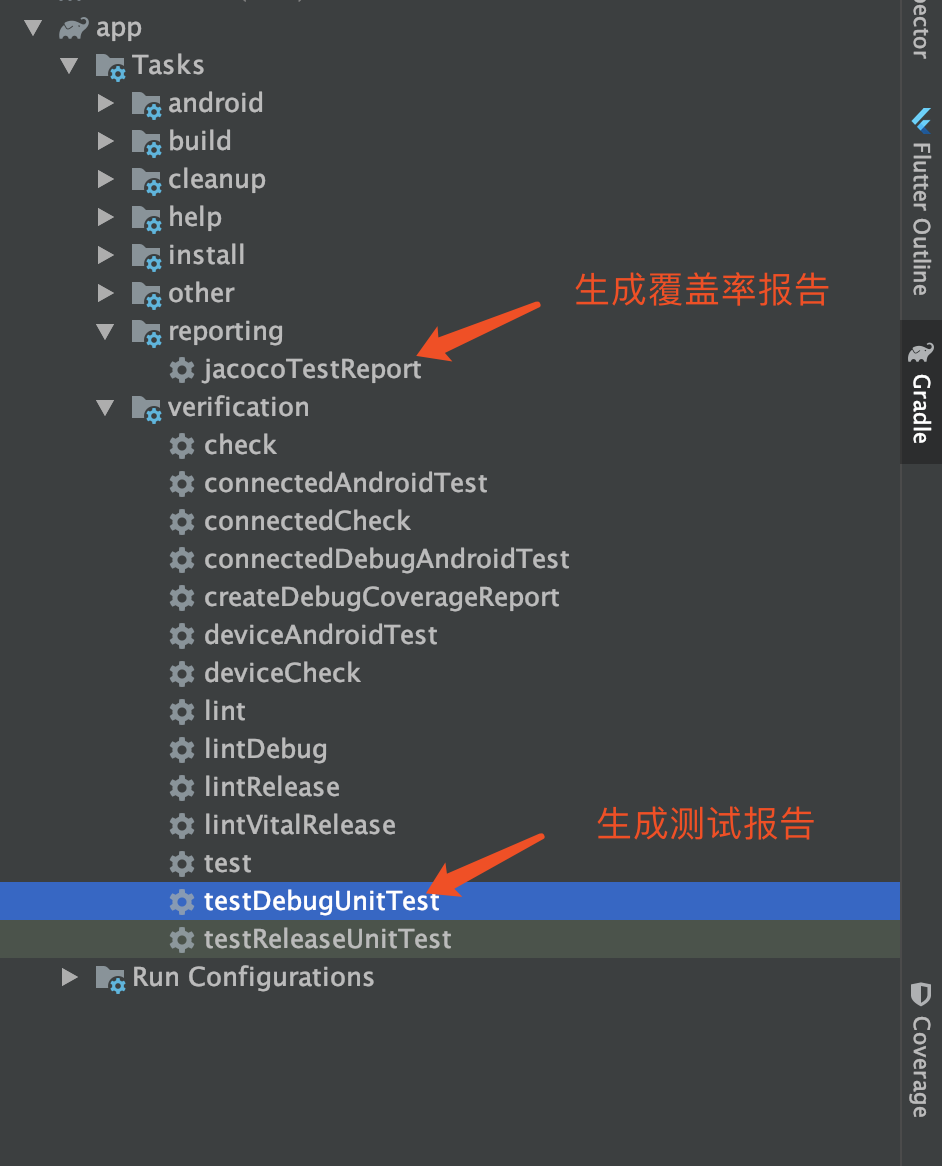 app
Tasks
android
build
cleanup
help
install
other
生成覆盖率报告
reporting
jacocoTestReport
verification
check
connectedAndroidTest
connectedCheck
connectedDebugAndroidTest
createDebugCoverageReport
deviceAndroidTest
deviceCheck
lint
lintDebug
lintRelease
lintVitalRelease
生成测试报告
test
testDebugUnitTest
testReleaseUnitTest
Run Configurations
pector
Flutter Outline
Gradle
Coverage